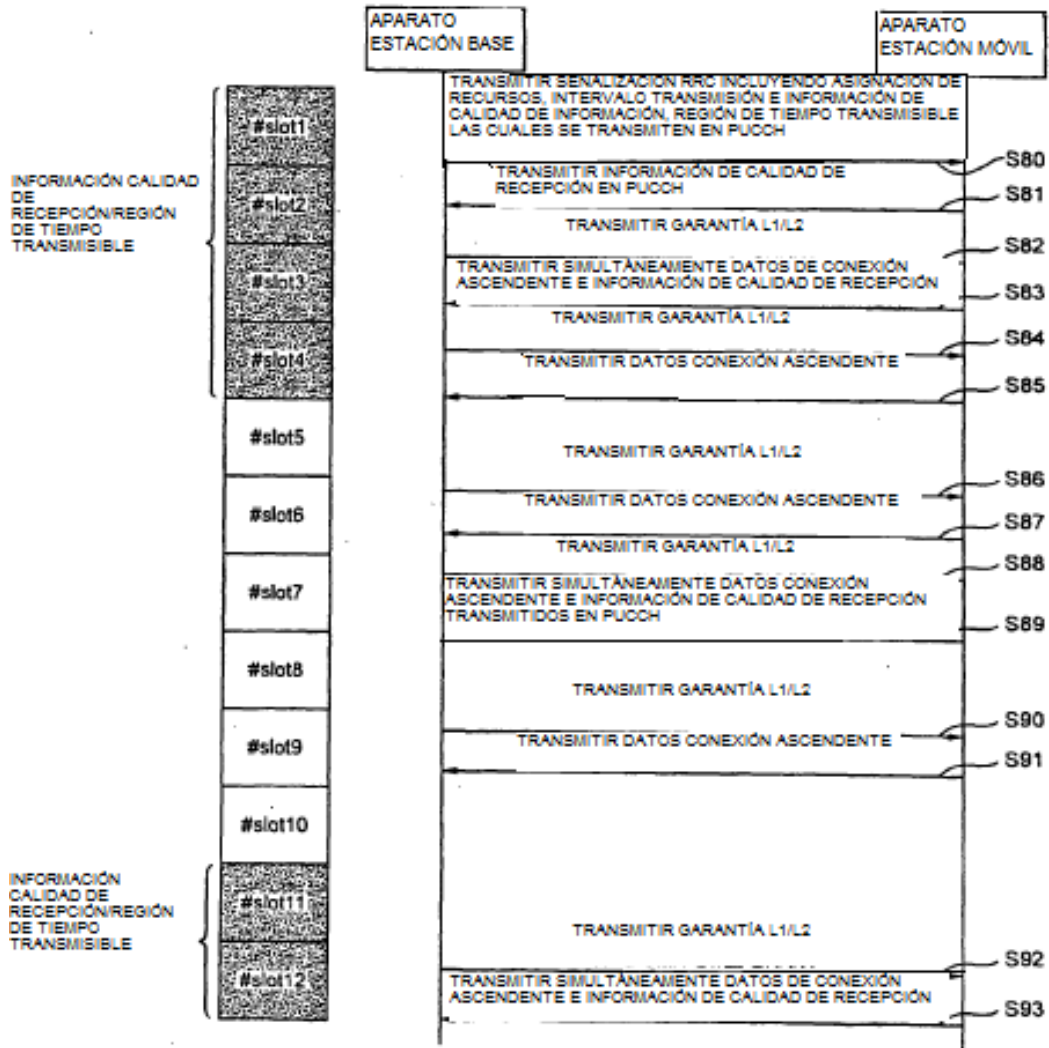 APARATO
ESTACIÓN BASE
APARATO
ESTACIÓN MÓVIL
TRANSMITIR SEÑALIZACIÓN RRC INCLUYENDO ASIGNACIÓN DE
RECURSOS, INTERVALO TRANSMISIÓN E INFORMACIÓN DE
CALIDAD DE INFORMACIÓN, REGIÓN DE TIEMPO TRANSMISIBLE
LAS CUALES SE TRANSMITEN EN PUCCH
S80
TRANSMITIR INFORMACIÓN DE CALIDAD DE
RECEPCIÓN EN PUCCH
S81
TRANSMITIR GARANTÍA L1/L2
S82
TRANSMITIR SIMULTÁNEAMENTE DATOS DE CONEXIÓN
ASCENDENTE E INFORMACIÓN DE CALIDAD DE RECEPCIÓN
S83
TRANSMITIR GARANTÍA L1/L2
S84
TRANSMITIR DATOS CONEXIÓN ASCENDENTE
S85
TRANSMITIR GARANTÍA L1/L2
S86
TRANSMITIR DATOS CONEXIÓN ASCENDENTE
S87
TRANSMITIR GARANTÍA L1/L2
S88
TRANSMITIR SIMULTÁNEAMENTE DATOS CONEXIÓN
ASCENDENTE E INFORMACIÓN DE CALIDAD DE RECEPCIÓN
TRANSMITIDOS EN PUCCH
S89
TRANSMITIR GARANTÍA L1/L2
S90
TRANSMITIR DATOS CONEXIÓN ASCENDENTE
S91
TRANSMITIR GARANTÍA L1/L2
S92
TRANSMITIR SIMULTÁNEAMENTE DATOS DE CONEXIÓN
ASCENDENTE E INFORMACIÓN DE CALIDAD DE RECEPCIÓN
S93
INFORMACIÓN CALIDAD
DE
RECEPCIÓN/REGIÓN
DE TIEMPO
TRANSMISIBLE
#slot1
#slot2
#slot3
#slot4
#slot5
#slot6
#slot7
#slot8
#slot9
#slot10
#slot11
#slot12
INFORMACIÓN
CALIDAD DE
RECEPCIÓN/REGIÓN
DE TIEMPO
TRANSMISIBLE